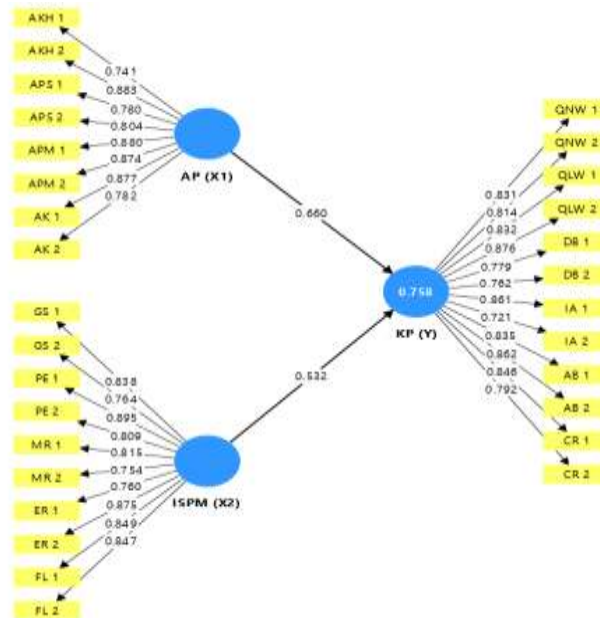 AKH 1
AKH 2
APS 1
APS 2
APM 1
APM 2
AK 1
AK 2
0.741
0.883
0.780
0.804
0.880
0.874
0.877
0.782
AP (X1)
0.660
GS 1
GS 2
PE 1
PE 2
MR 1
MR 2
ER 1
ER 2
FL 1
FL 2
0.838
0.764
0.895
0.809
0.815
0.754
0.760
0.875
0.849
0.847
ISPM (X2)
0.532
0.758
KP (Y)
0.831
0.814
0.832
0.876
0.779
0.762
0.861
0.721
0.835
0.862
0.846
0.792
QNW 1
QNW 2
QLW 1
QLW 2
DB 1
DB 2
IA 1
IA 2
AB 1
AB 2
CR 1
CR 2